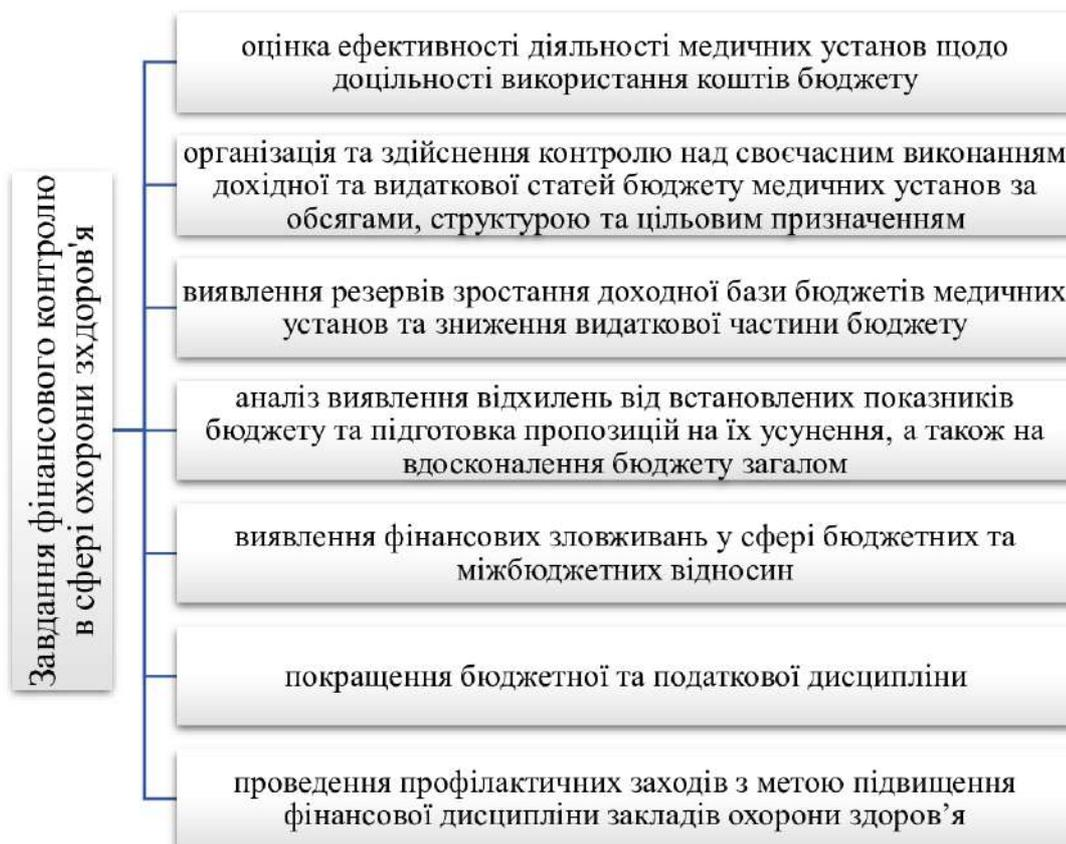 Завдання фінансового контролю
в сфері охорони зхдоров'я
оцінка ефективності діяльності медичних установ щодо
доцільності використання коштів бюджету
організація та здійснення контролю над своєчасним виконанням
дохідної та видаткової статей бюджету медичних установ за
обсягами, структурою та цільовим призначенням
виявлення резервів зростання доходної бази бюджетів медичних
установ та зниження видаткової частини бюджету
аналіз виявлення відхилень від встановлених показників
бюджету та підготовка пропозицій на їх усунення, а також на
вдосконалення бюджету загалом
виявлення фінансових зловживань у сфері бюджетних та
міжбюджетних відносин
покращення бюджетної та податкової дисципліни
проведення профілактичних заходів з метою підвищення
фінансової дисципліни закладів охорони здоров’я